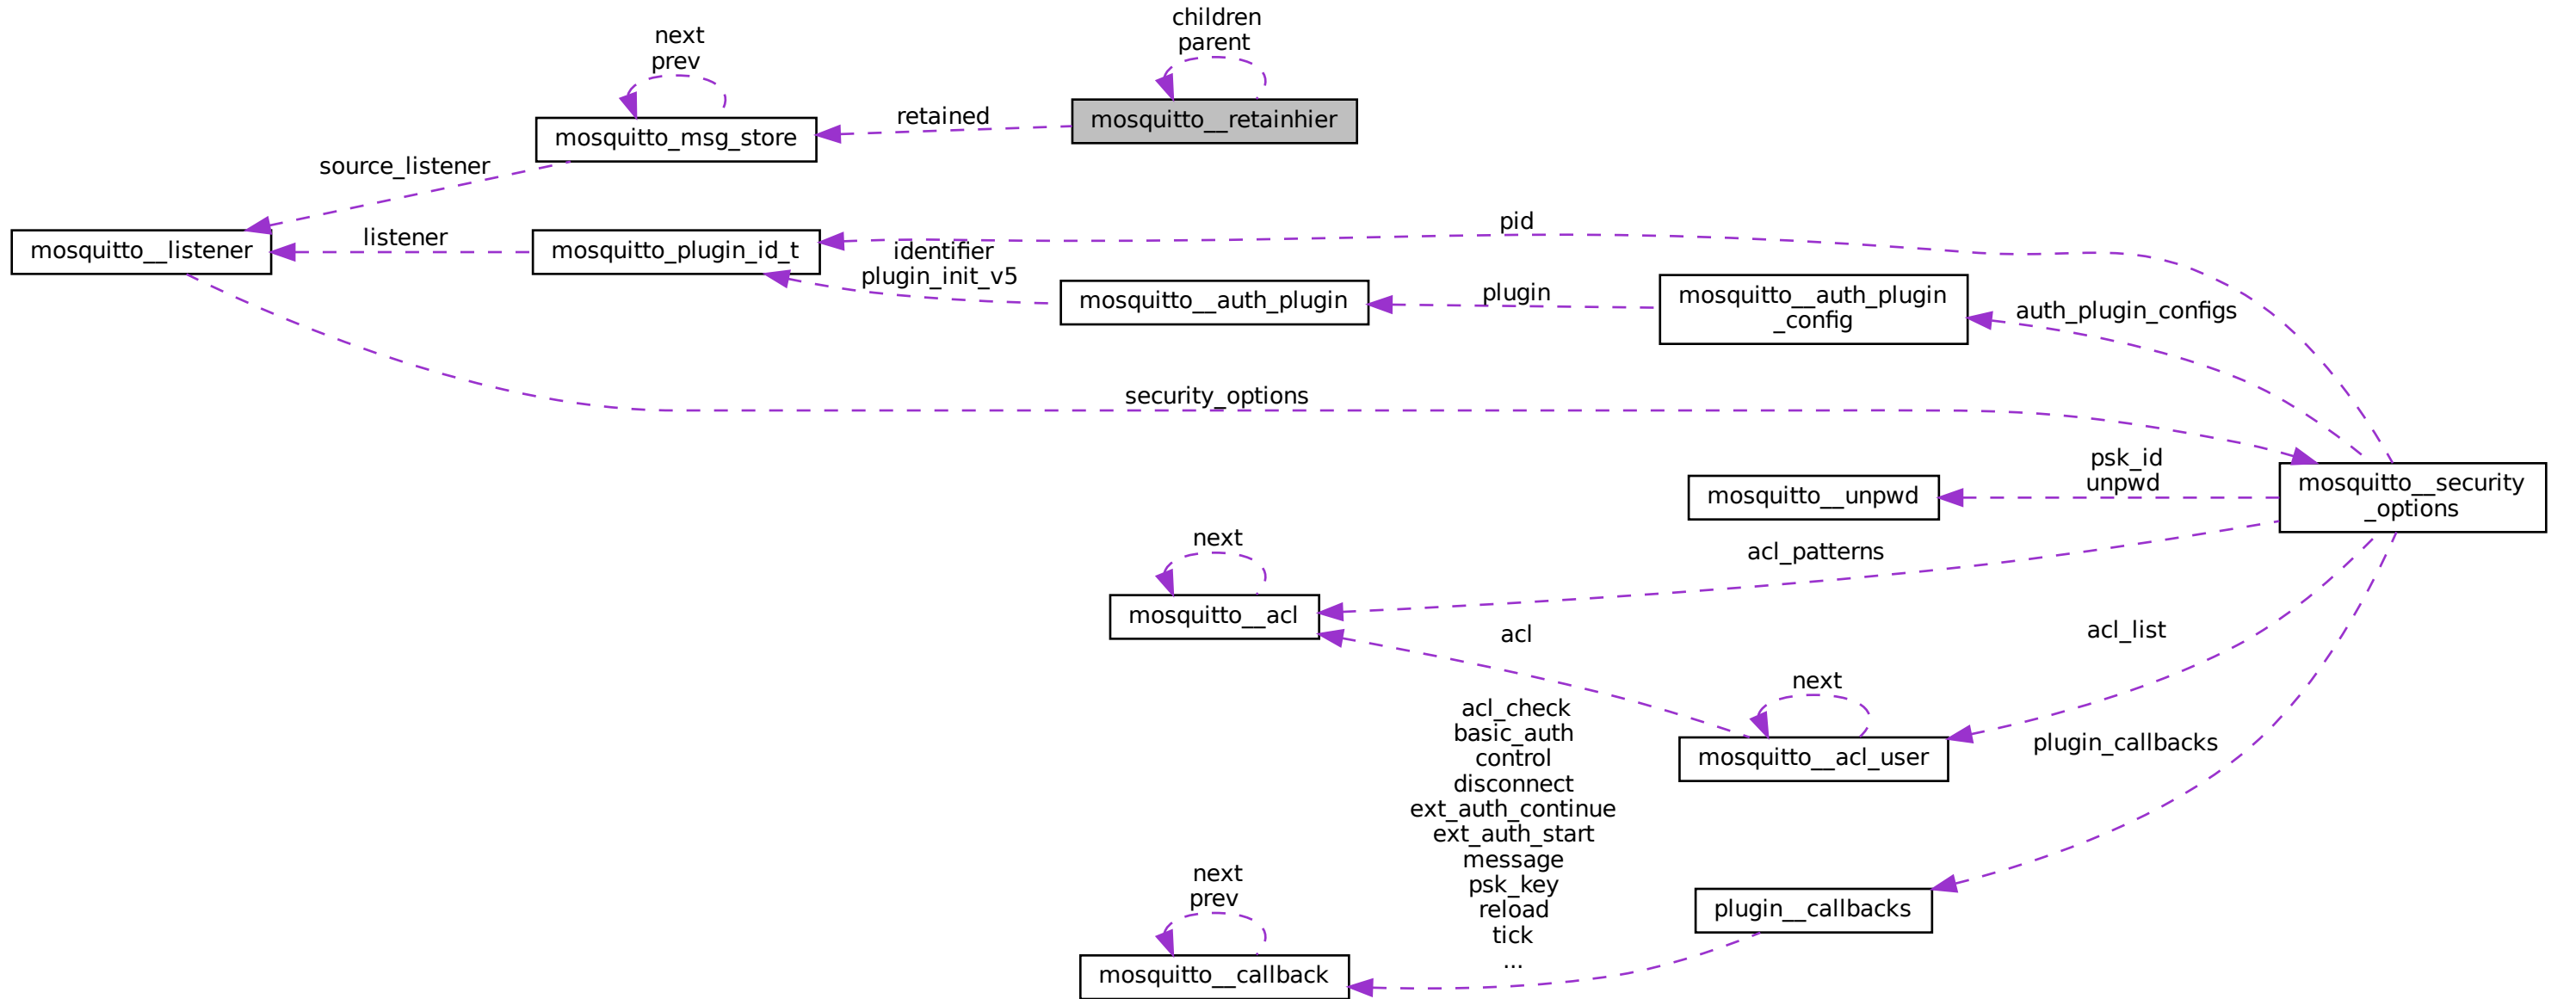 children
parent
next
prev
mosquitto__retainhier
retained
mosquitto_msg_store
source_listener
pid
listener
mosquitto__listener
mosquitto_plugin_id_t
identifier
plugin_init_v5
mosquitto__auth_plugin
plugin
mosquitto__auth_plugin
_config
auth_plugin_configs
security_options
psk_id
unpwd
mosquitto__security
_options
mosquitto__unpwd
next
acl_patterns
mosquitto__acl
acl
acl_list
next
mosquitto__acl_user
plugin_callbacks
acl_check
basic_auth
control
disconnect
ext_auth_continue
ext_auth_start
message
psk_key
reload
tick
...
next
prev
plugin__callbacks
mosquitto__callback